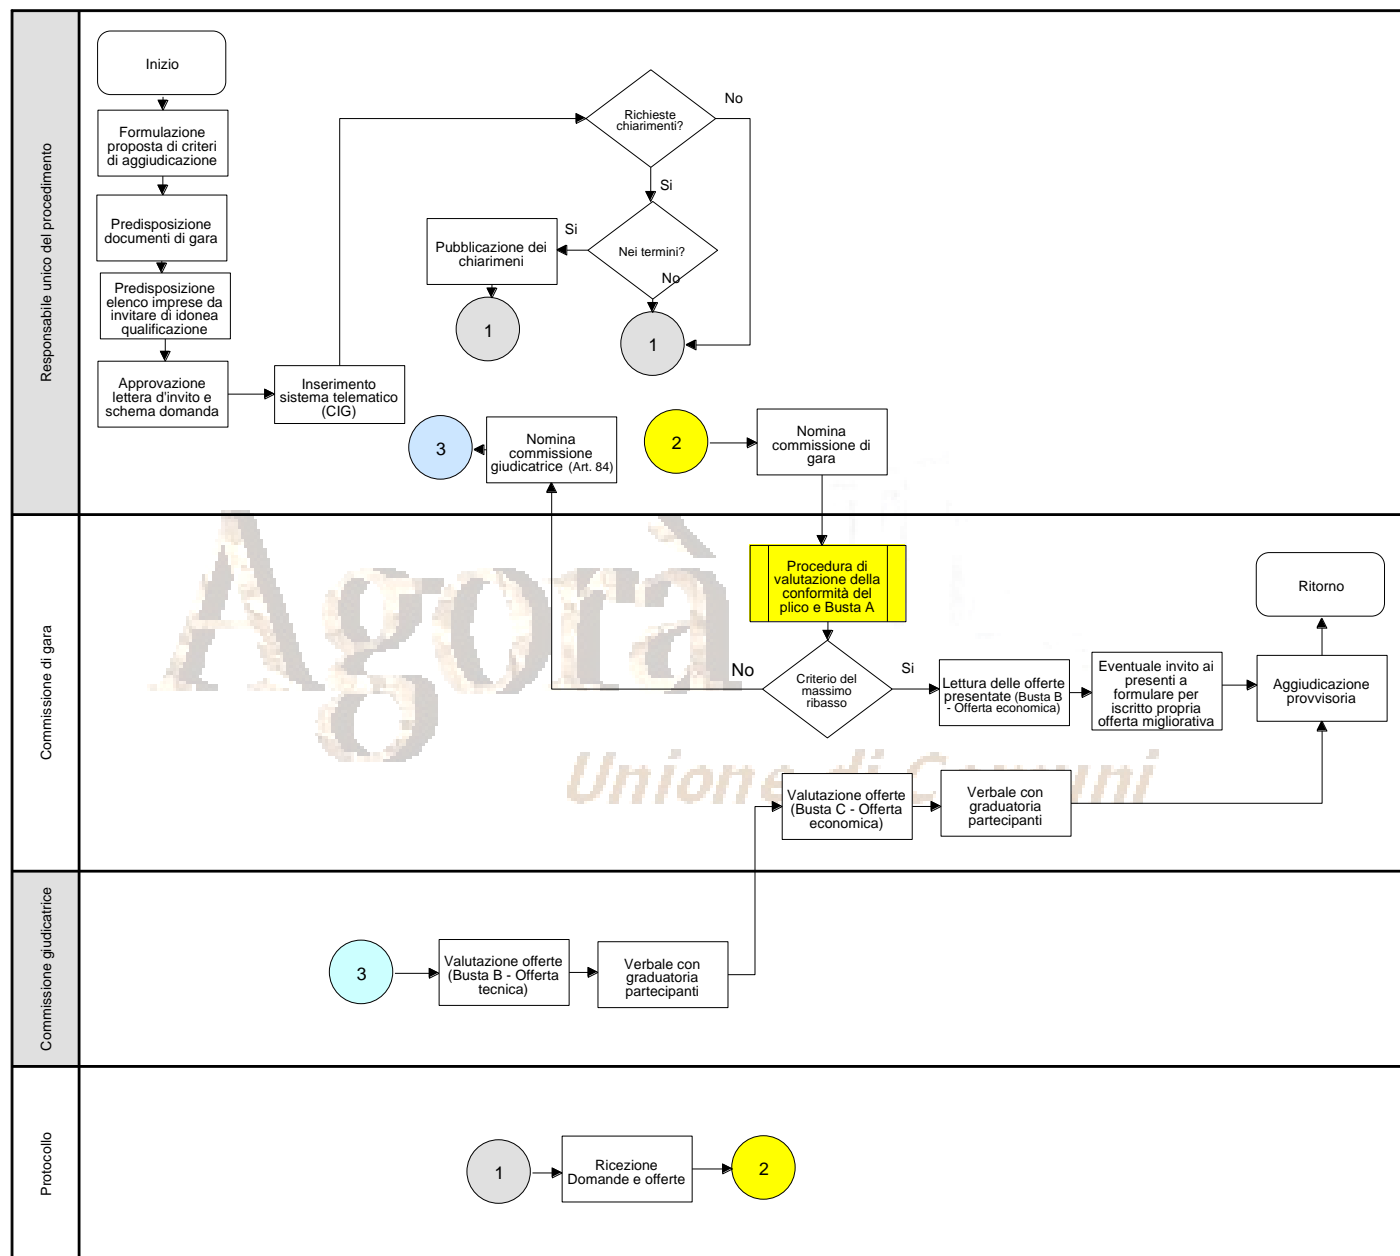 Responsabile unico del procedimento
Inizio
Formulazione
proposta di criteri
di aggiudicazione
Predisposizione
documenti di gara
Predisposizione
elenco imprese da
invitare di idonea
qualificazione
Approvazione
lettera d'invito e
schema domanda
Inserimento
sistema telematico
(CIG)
Richieste
chiarimenti?
No
Si
Nei termini?
Si
No
Pubblicazione dei
chiarimeni
1
1
3
Nomina
commissione
giudicatrice (Art. 84)
2
Nomina
commissione di
gara
Commissione di gara
Agorà
Unione di Comuni
Procedura di
valutazione della
conformità del
plico e Busta A
Criterio del
massimo
ribasso
No
Si
Lettura delle offerte
presentate (Busta B
- Offerta economica)
Eventuale invito ai
presenti a
formulare per
iscritto propria
offerta migliorativa
Aggiudicazione
provvisoria
Ritorno
Valutazione offerte
(Busta C - Offerta
economica)
Verbale con
graduatoria
partecipanti
Commissione giudicatrice
3
Valutazione offerte
(Busta B - Offerta
tecnica)
Verbale con
graduatoria
partecipanti
Protocollo
1
Ricezione
Domande e offerte
2